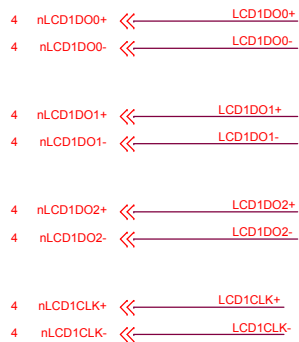 4 nLCD1DO0+ LCD1DO0+
4 nLCD1DO0- LCD1DO0-
4 nLCD1DO1+ LCD1DO1+
4 nLCD1DO1- LCD1DO1-
4 nLCD1DO2+ LCD1DO2+
4 nLCD1DO2- LCD1DO2-
4 nLCD1CLK+ LCD1CLK+
4 nLCD1CLK- LCD1CLK-